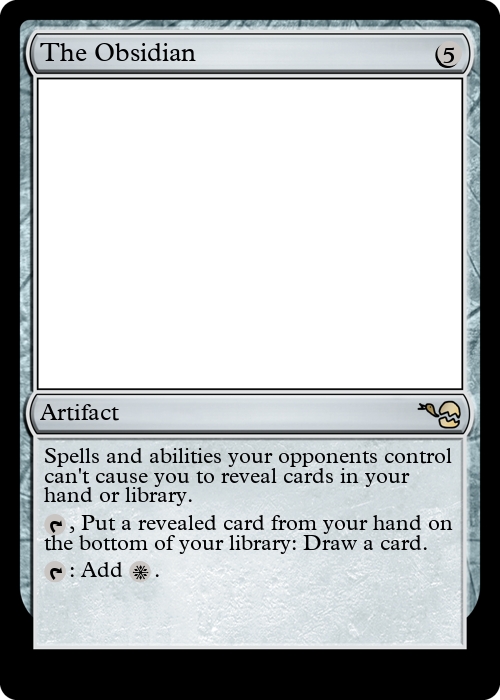 The Obsidian 5
Artifact
Spells and abilities your opponents control
can't cause you to reveal cards in your
hand or library.
, Put a revealed card from your hand on
the bottom of your library: Draw a card.
: Add .